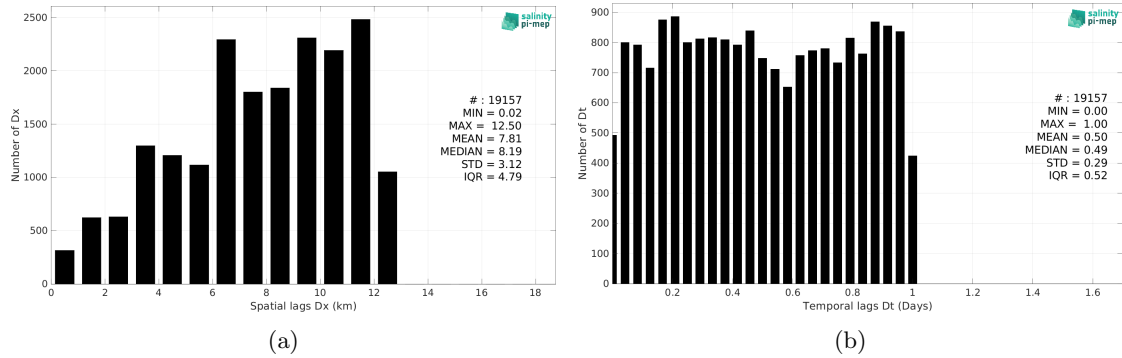 salinity
pi-mep
2500
2000
1500
1000
500
0
Number of Dx
# : 19157
MIN = 0.02
MAX = 12.50
MEAN = 7.81
MEDIAN = 8.19
STD = 3.12
IQR = 4.79
0 2 4 6 8 10 12 14 16 18
Spatial lags Dx (km)
(a)
salinity
pi-mep
900
800
700
600
500
400
300
200
100
0
Number of Dt
# : 19157
MIN = 0.00
MAX = 1.00
MEAN = 0.50
MEDIAN = 0.49
STD = 0.29
IQR = 0.52
0.2 0.4 0.6 0.8 1 1.2 1.4 1.6
Temporal lags Dt (Days)
(b)